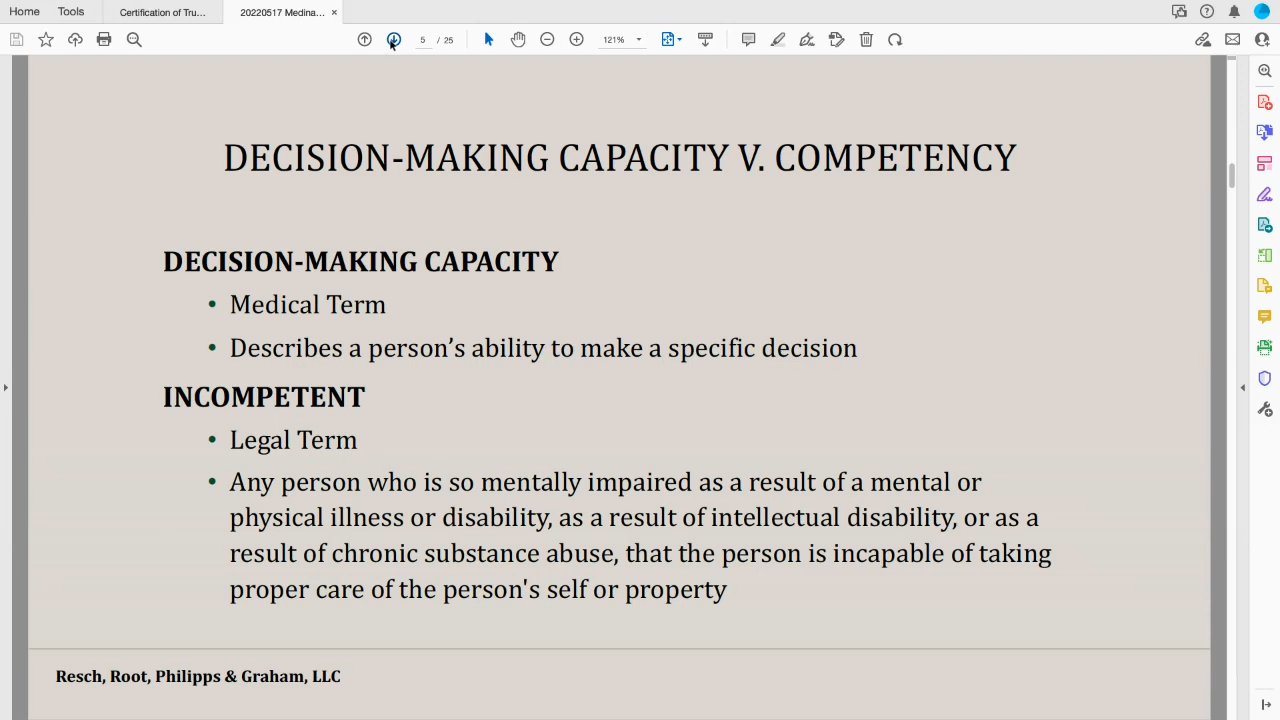 Home Tools Certification of Tru... 20220517 Medina... ×
5 / 25 121%
DECISION-MAKING CAPACITY V. COMPETENCY
DECISION-MAKING CAPACITY
• Medical Term
• Describes a person’s ability to make a specific decision
INCOMPETENT
• Legal Term
• Any person who is so mentally impaired as a result of a mental or
physical illness or disability, as a result of intellectual disability, or as a
result of chronic substance abuse, that the person is incapable of taking
proper care of the person's self or property
Resch, Root, Philipps & Graham, LLC